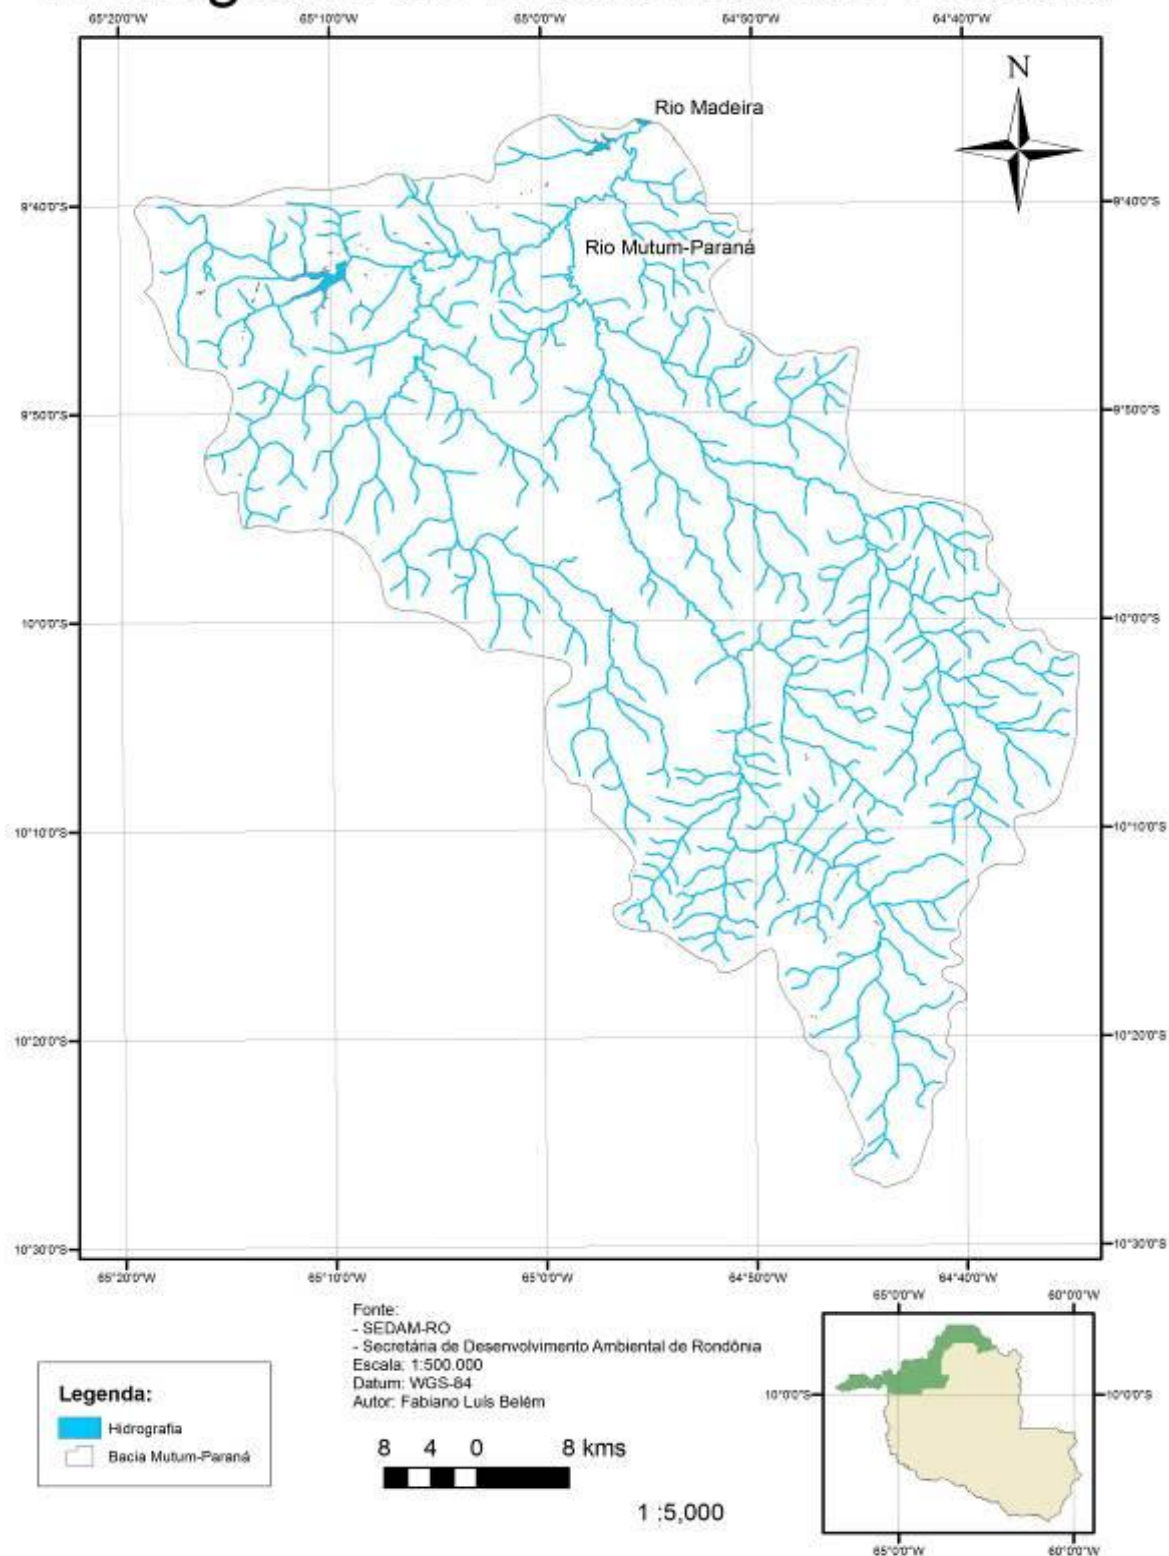 65°20'0"W 65°10'0"W 65°0'0"W 64°50'0"W 64°40'0"W
N
Rio Madeira
9°40'0"S 9°40'0"S
Rio Mutum-Paraná
9°50'0"S 9°50'0"S
10°0'0"S 10°0'0"S
10°10'0"S 10°10'0"S
10°20'0"S 10°20'0"S
10°30'0"S 10°30'0"S
65°20'0"W 65°10'0"W 65°0'0"W 64°50'0"W 64°40'0"W
Fonte:
- SEDAM-RO
- Secretária de Desenvolvimento Ambiental de Rondônia
Escala: 1:500.000
Datum: WGS-84
Autor: Fabiano Luís Belém
Legenda:
Hidrografia
Bacia Mutum-Paraná
8 4 0 8 kms
1 :5,000
65°0'0"W 60°0'0"W
10°0'0"S 10°0'0"S
65°0'0"W 60°0'0"W